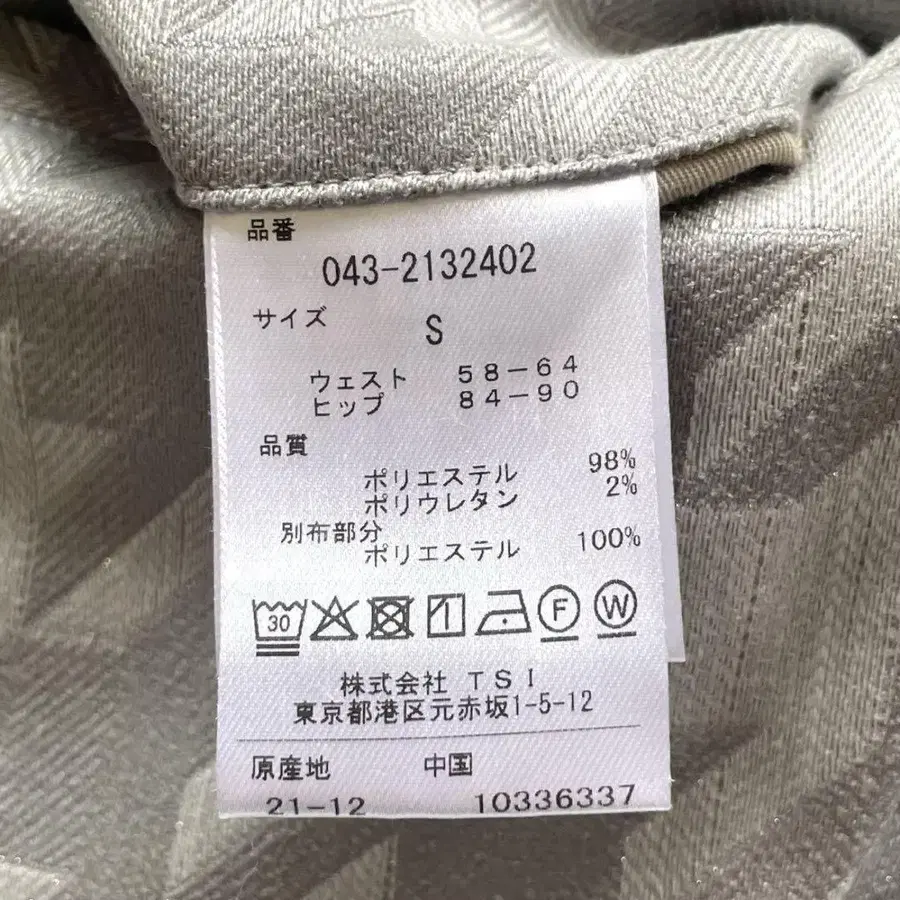 品番
043-2132402
サイズ
S
ウェスト 58-64
ヒップ 84-90
品質
ポリエステル 98%
ポリウレタン 2%
別布部分
ポリエステル 100%
30 F W
株式会社 TSI
東京都港区元赤坂1-5-12
原産地 中国
21-12 10336337